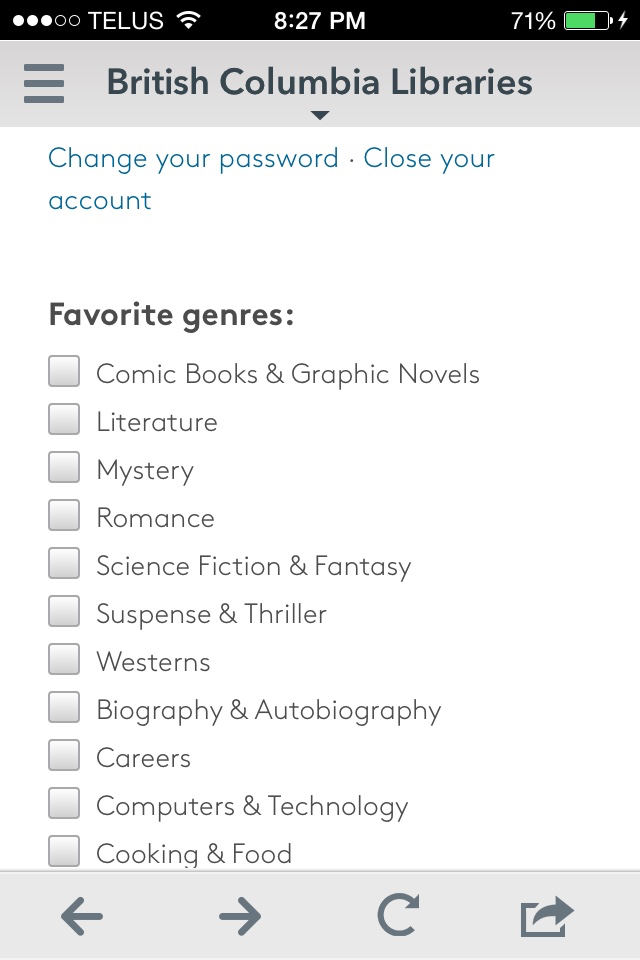 TELUS 8:27 PM 71%
British Columbia Libraries
Change your password · Close your
account
Favorite genres:
Comic Books & Graphic Novels
Literature
Mystery
Romance
Science Fiction & Fantasy
Suspense & Thriller
Westerns
Biography & Autobiography
Careers
Computers & Technology
Cooking & Food